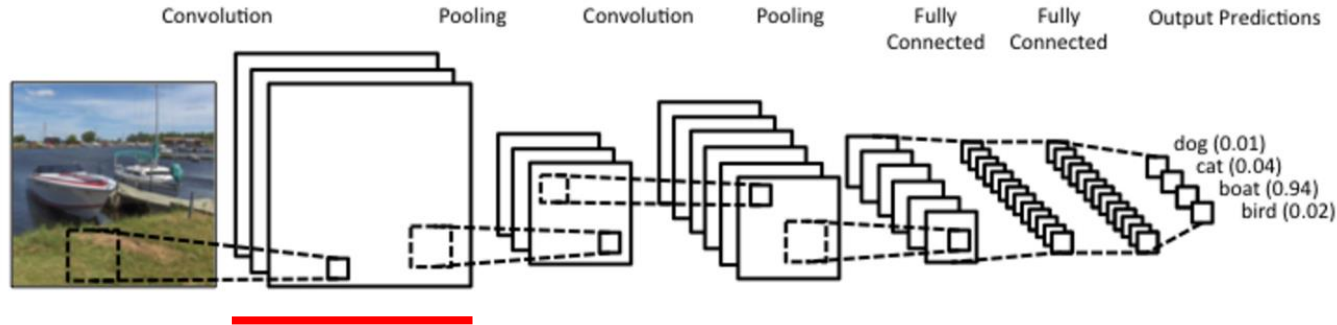 Convolution
Pooling
Convolution
Pooling
Fully
Connected
Fully
Connected
Output Predictions
dog (0.01)
cat (0.04)
boat (0.94)
bird (0.02)